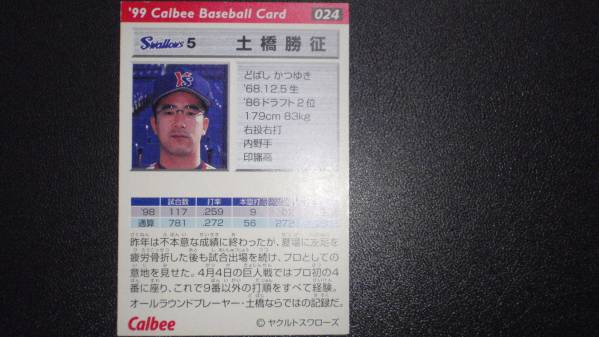 '99 Calbee Baseball Card 024
Swallows 5 土橋勝征
どばし かつゆき
'68.12.5 生
'86ドラフト2位
179cm 83kg
右投右打
内野手
印旛高
試合数 打率 本塁打
'98 117 .259 9
通算 781 .272 56
昨年は不本意な成績に終わったが、夏場に左足を
疲労骨折した後も試合出場を続け、プロとしての
意地を見せた。4月4日の巨人戦ではプロ初の4
番に座り、これで9番以外の打順をすべて経験。
オールラウンドプレーヤー・土橋ならではの記録だ。
Calbee ©ヤクルトスワローズ